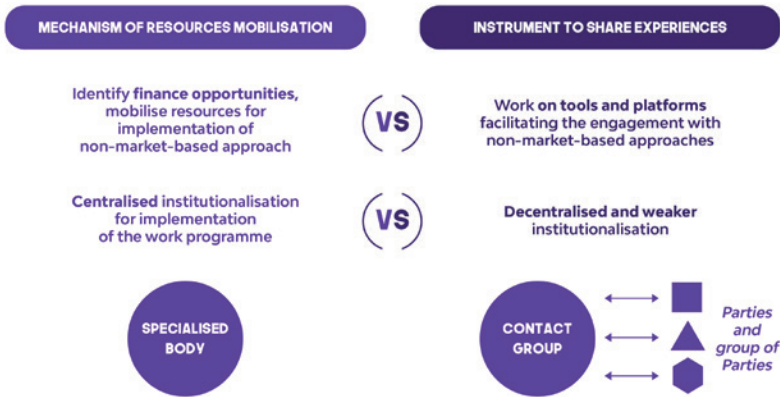 MECHANISM OF RESOURCES MOBILISATION
INSTRUMENT TO SHARE EXPERIENCES
Identify finance opportunities,
mobilise resources for
implementation of
non-market-based approach
VS
Work on tools and platforms
facilitating the engagement with
non-market-based approaches
Centralised institutionalisation
for implementation
of the work programme
VS
Decentralised and weaker
institutionalisation
SPECIALISED
BODY
CONTACT
GROUP
Parties
and
group of
Parties